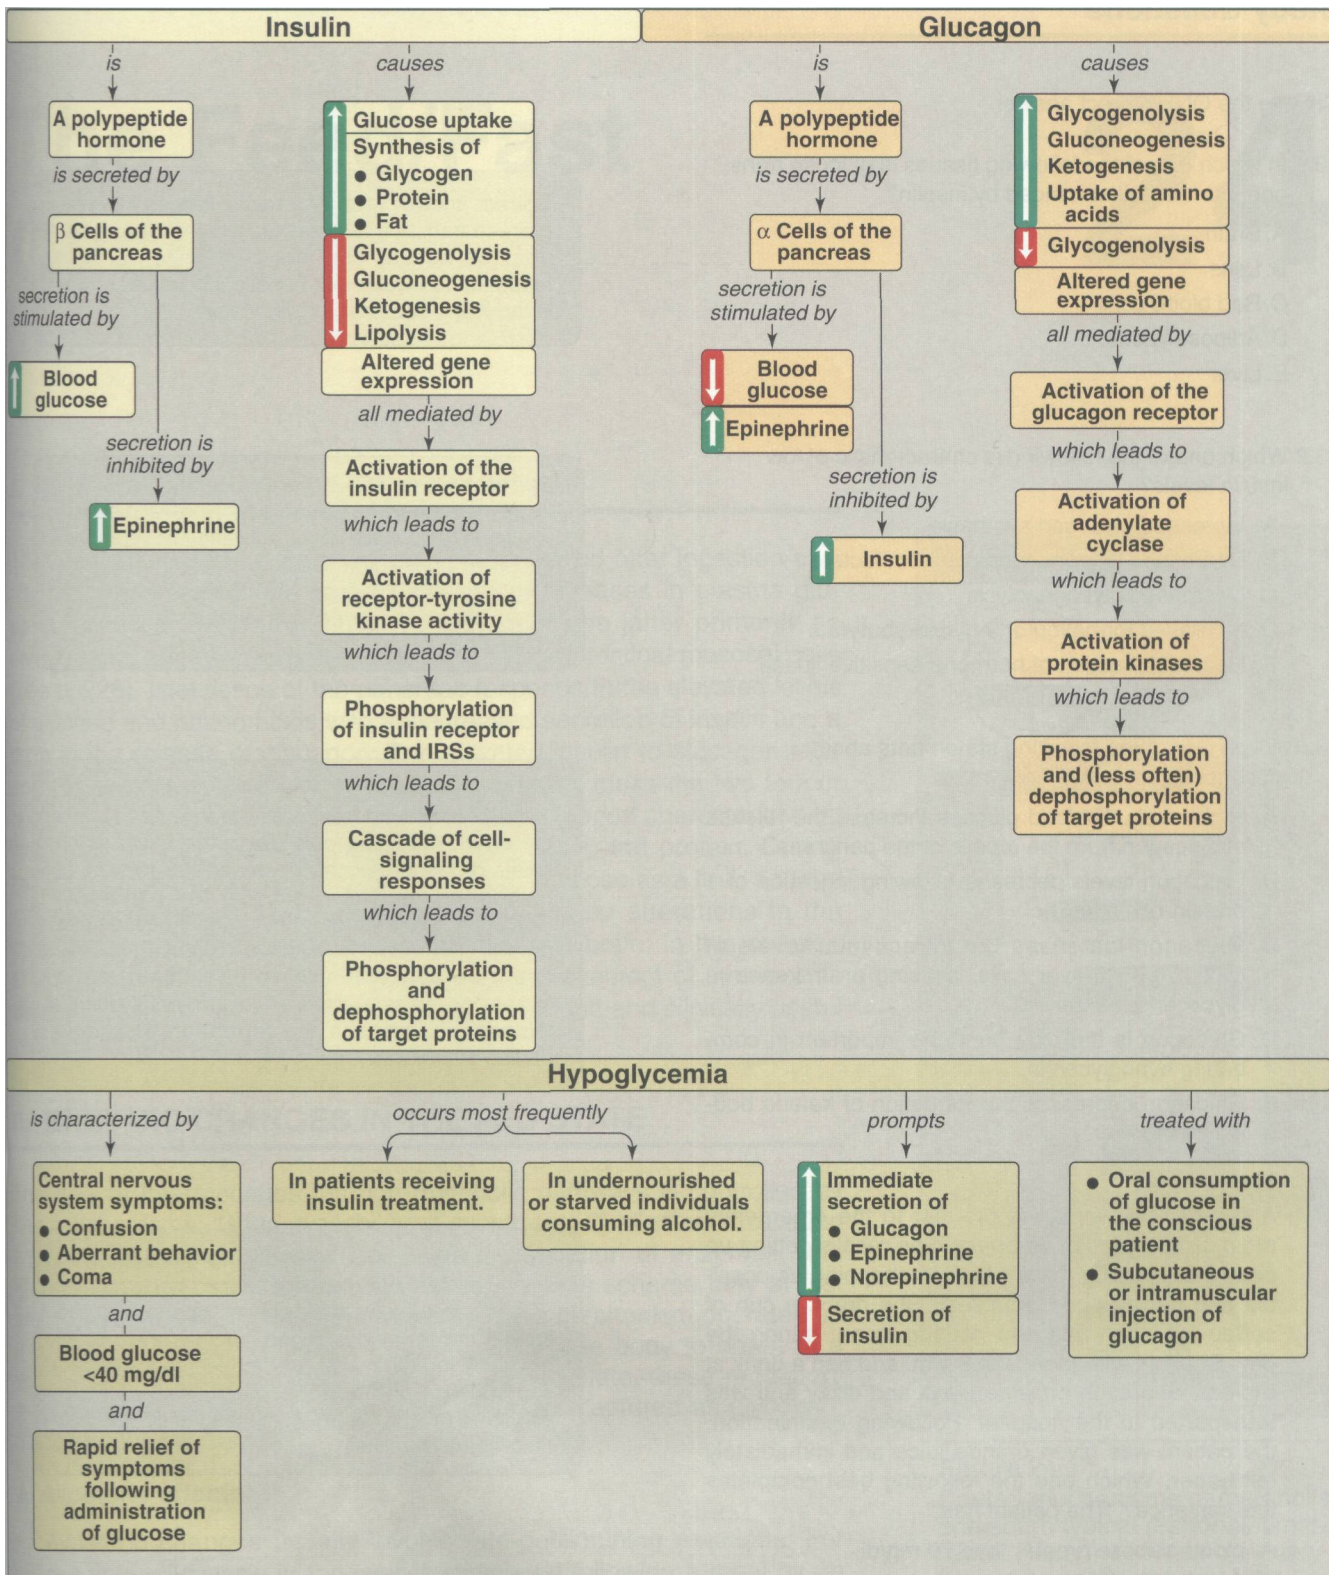 Insulin
is
A polypeptide
hormone
is secreted by
β Cells of the
pancreas
secretion is
stimulated by
Blood
glucose
secretion is
inhibited by
Epinephrine
causes
Glucose uptake
Synthesis of
● Glycogen
● Protein
● Fat
Glycogenolysis
Gluconeogenesis
Ketogenesis
Lipolysis
Altered gene
expression
all mediated by
Activation of the
insulin receptor
which leads to
Activation of
receptor-tyrosine
kinase activity
which leads to
Phosphorylation
of insulin receptor
and IRSs
which leads to
Cascade of cell-
signaling
responses
which leads to
Phosphorylation
and
dephosphorylation
of target proteins
Glucagon
is
A polypeptide
hormone
is secreted by
α Cells of the
pancreas
secretion is
stimulated by
Blood
glucose
Epinephrine
secretion is
inhibited by
Insulin
causes
Glycogenolysis
Gluconeogenesis
Ketogenesis
Uptake of amino
acids
Glycogenolysis
Altered gene
expression
all mediated by
Activation of the
glucagon receptor
which leads to
Activation of
adenylate
cyclase
which leads to
Activation of
protein kinases
which leads to
Phosphorylation
and (less often)
dephosphorylation
of target proteins
Hypoglycemia
is characterized by
Central nervous
system symptoms:
● Confusion
● Aberrant behavior
● Coma
and
Blood glucose
<40 mg/dl
and
Rapid relief of
symptoms
following
administration
of glucose
occurs most frequently
In patients receiving
insulin treatment.
In undernourished
or starved individuals
consuming alcohol.
prompts
Immediate
secretion of
● Glucagon
● Epinephrine
● Norepinephrine
Secretion of
insulin
treated with
● Oral consumption
of glucose in
the conscious
patient
● Subcutaneous
or intramuscular
injection of
glucagon